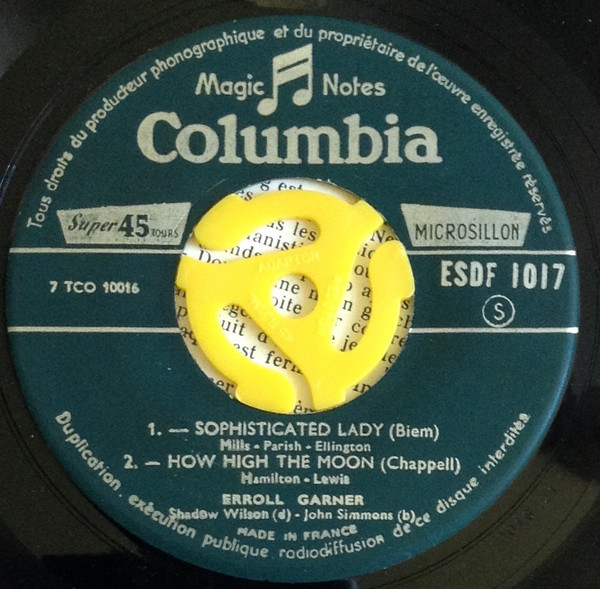 Tous droits du producteur phonographique et du propriétaire de l'œuvre enregistrée réservés
Magic Notes
Columbia
Super 45 TOURS
MICROSILLON
7 TCO 10016
ESDF 1017
S
ADAPTOR
1. — SOPHISTICATED LADY (Biem)
Mills - Parish - Ellington
2. — HOW HIGH THE MOON (Chappell)
Hamilton - Lewis
ERROLL GARNER
Shadow Wilson (d) - John Simmons (b)
MADE IN FRANCE
Duplication, exécution publique, radiodiffusion de ce disque interdites